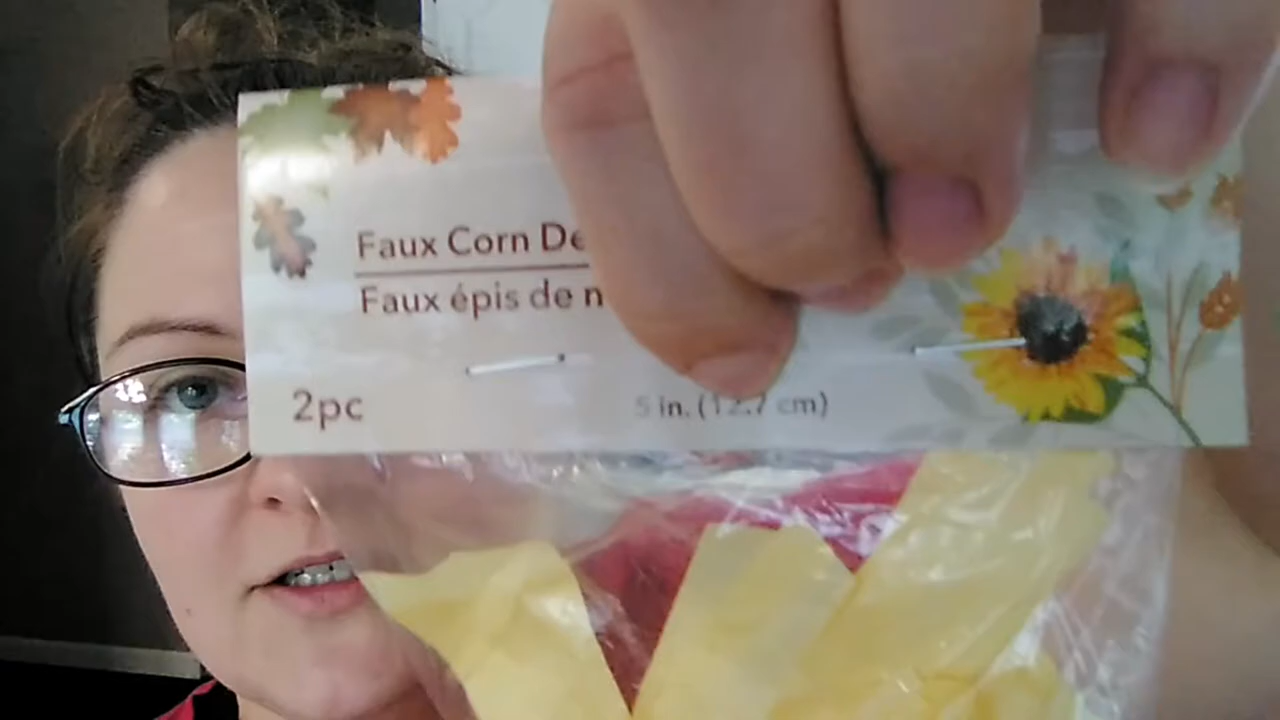 Faux Corn De
Faux épis de
2pc
5 in. (12.7 cm)